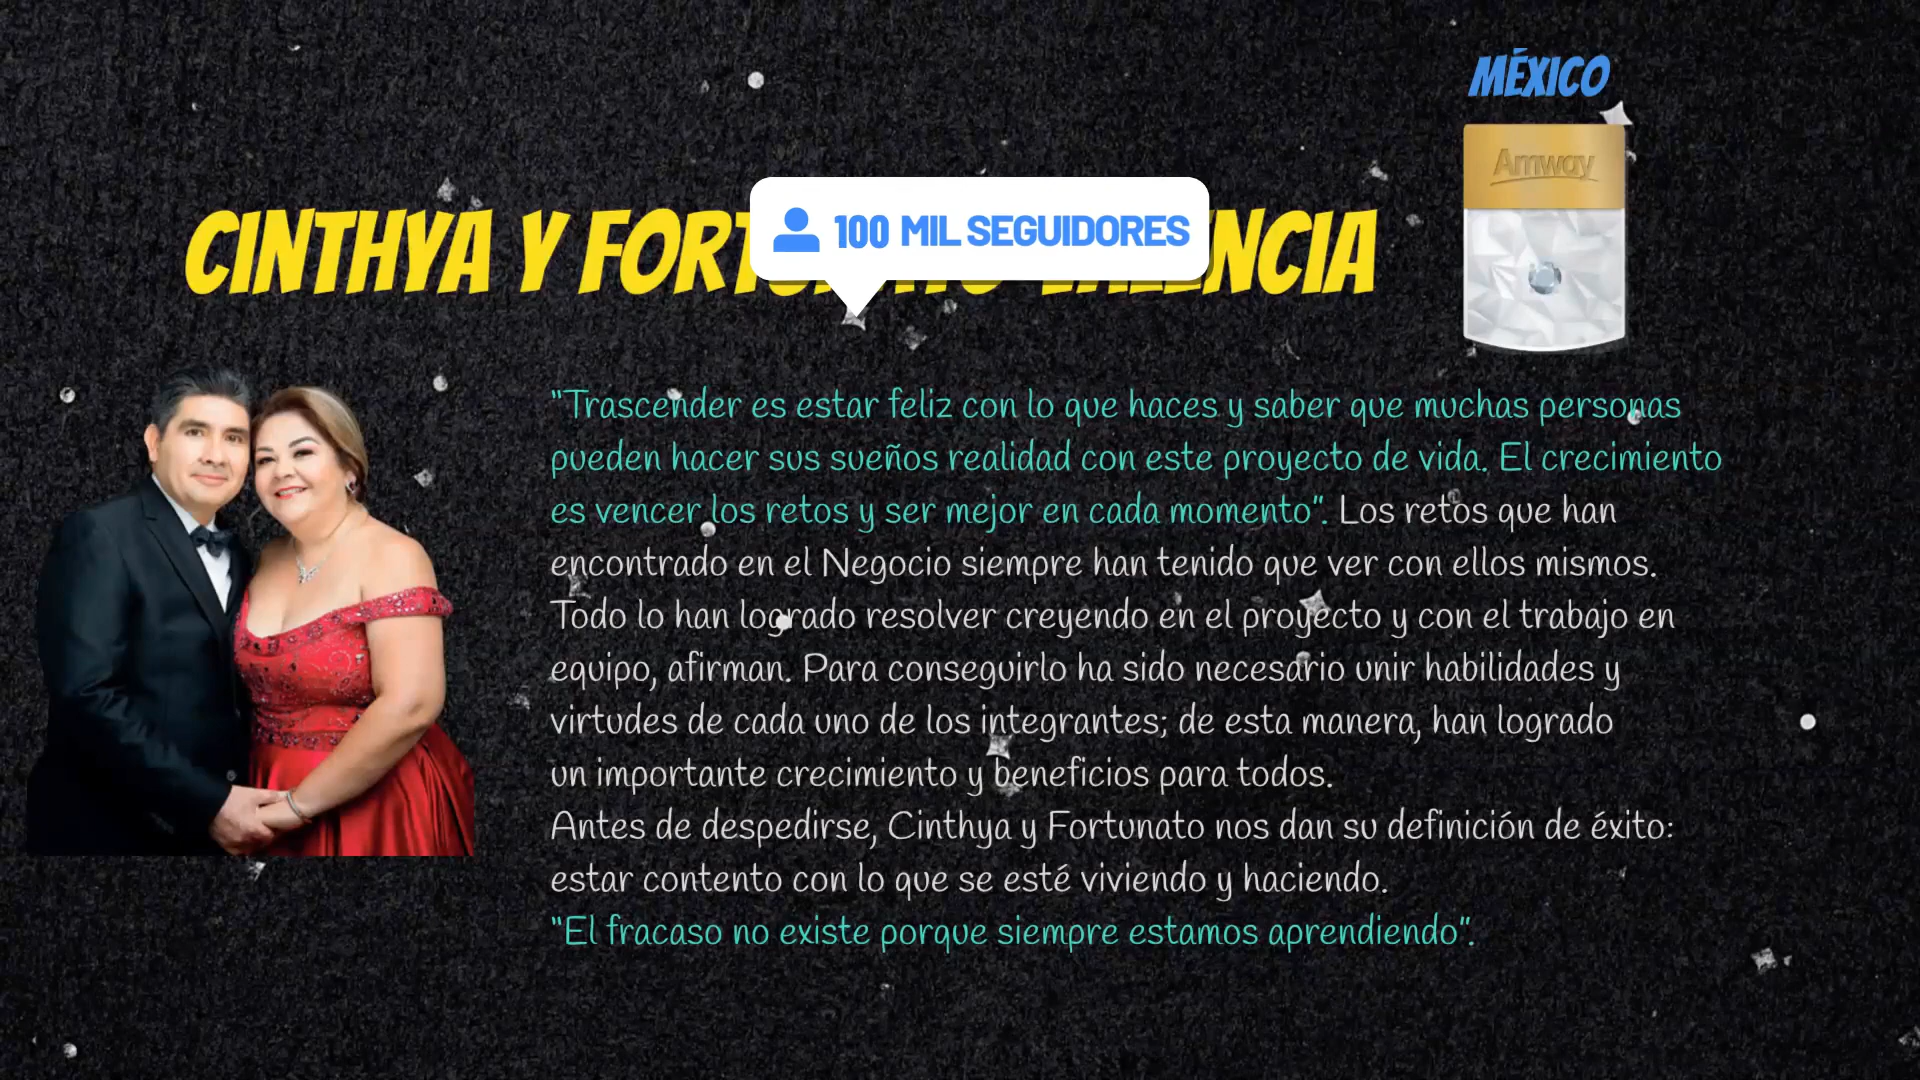 MÉXICO
Amway
CINTHYA Y
100 MIL SEGUIDORES
"Trascender es estar feliz con lo que haces y saber que muchas personas
pueden hacer sus sueños realidad con este proyecto de vida. El crecimiento
es vencer los retos y ser mejor en cada momento". Los retos que han
encontrado en el Negocio siempre han tenido que ver con ellos mismos.
Todo lo han logrado resolver creyendo en el proyecto y con el trabajo en
equipo, afirman. Para conseguirlo ha sido necesario unir habilidades y
virtudes de cada uno de los integrantes; de esta manera, han logrado
un importante crecimiento y beneficios para todos.
Antes de despedirse, Cinthya y Fortunato nos dan su definición de éxito:
estar contento con lo que se esté viviendo y haciendo.
"El fracaso no existe porque siempre estamos aprendiendo".